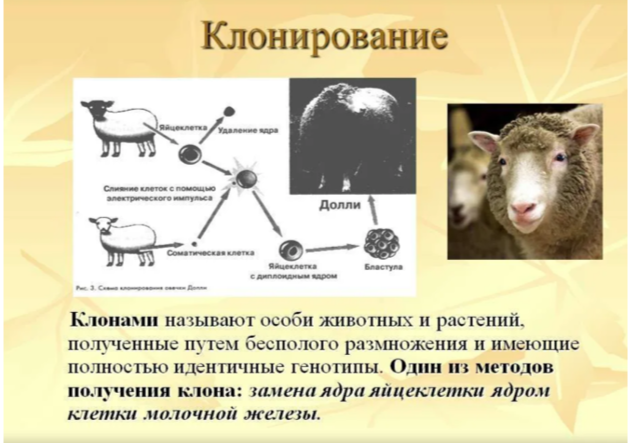 Клонирование
Яйцеклетка
Удаление ядра
Слияние клеток с помощью
электрического импульса
Долли
Соматическая клетка
Яйцеклетка
с диплоидным ядром
Бластула
Рис. 3. Схема клонирования овечки Долли
Клонами называют особи животных и растений,
полученные путем бесполого размножения и имеющие
полностью идентичные генотипы. Один из методов
получения клона: замена ядра яйцеклетки ядром
клетки молочной железы.